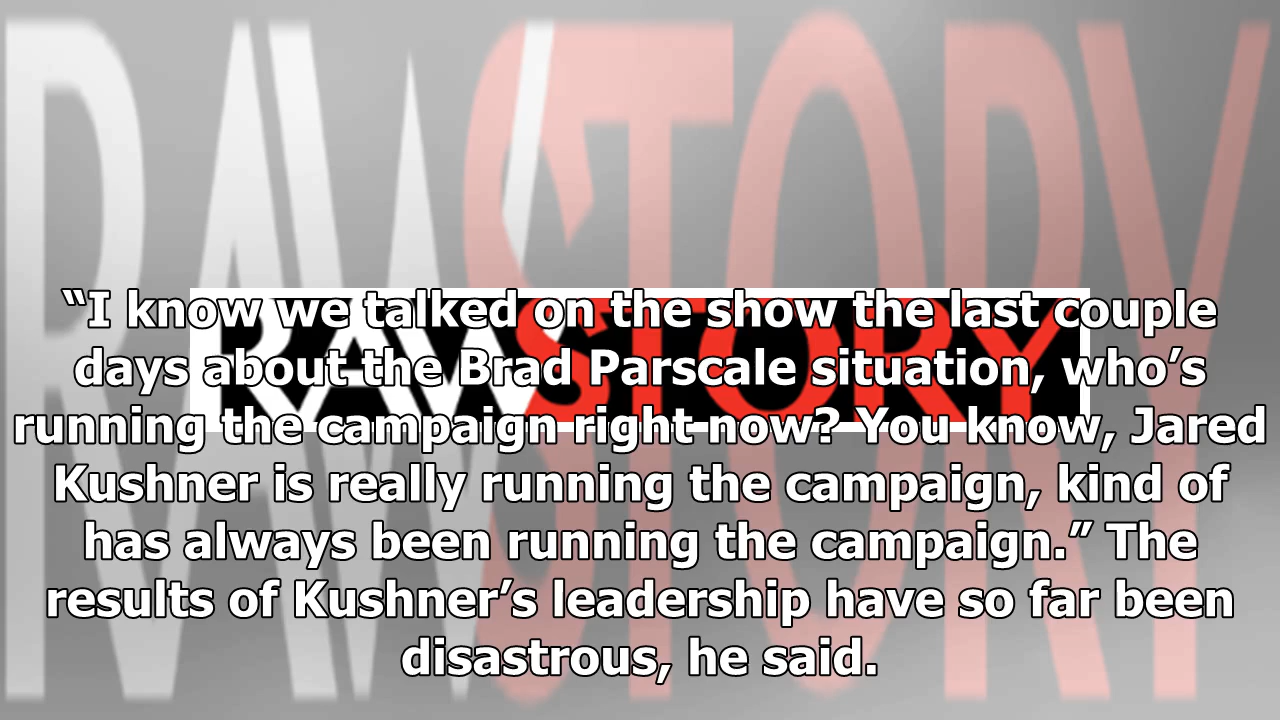 RAWSTORY
RAWSTORY
“I know we talked on the show the last couple
days about the Brad Parscale situation, who’s
running the campaign right now? You know, Jared
Kushner is really running the campaign, kind of
has always been running the campaign.” The
results of Kushner’s leadership have so far been
disastrous, he said.